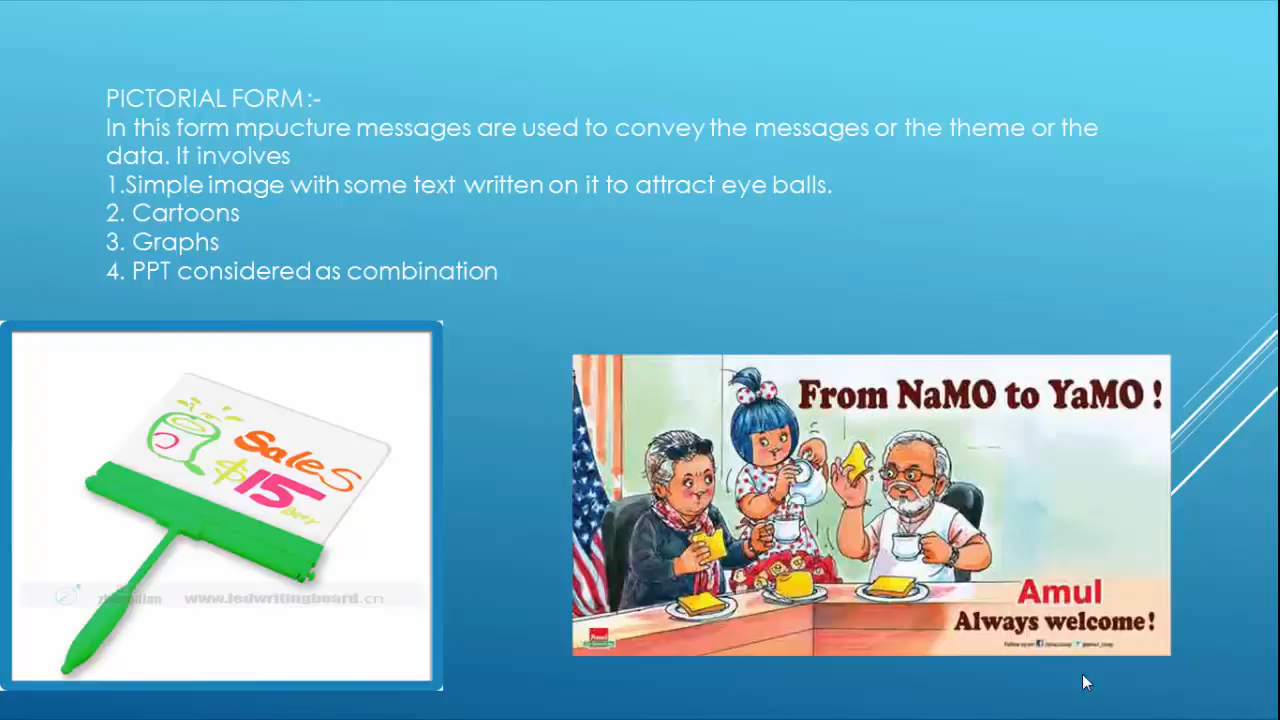 PICTORIAL FORM :-
In this form mpucture messages are used to convey the messages or the theme or the
data. It involves
1.Simple image with some text written on it to attract eye balls.
2. Cartoons
3. Graphs
4. PPT considered as combination
Sales
$15
www.ledwritingboard.cn
From NaMO to YaMO !
Amul
Always welcome!
Amul